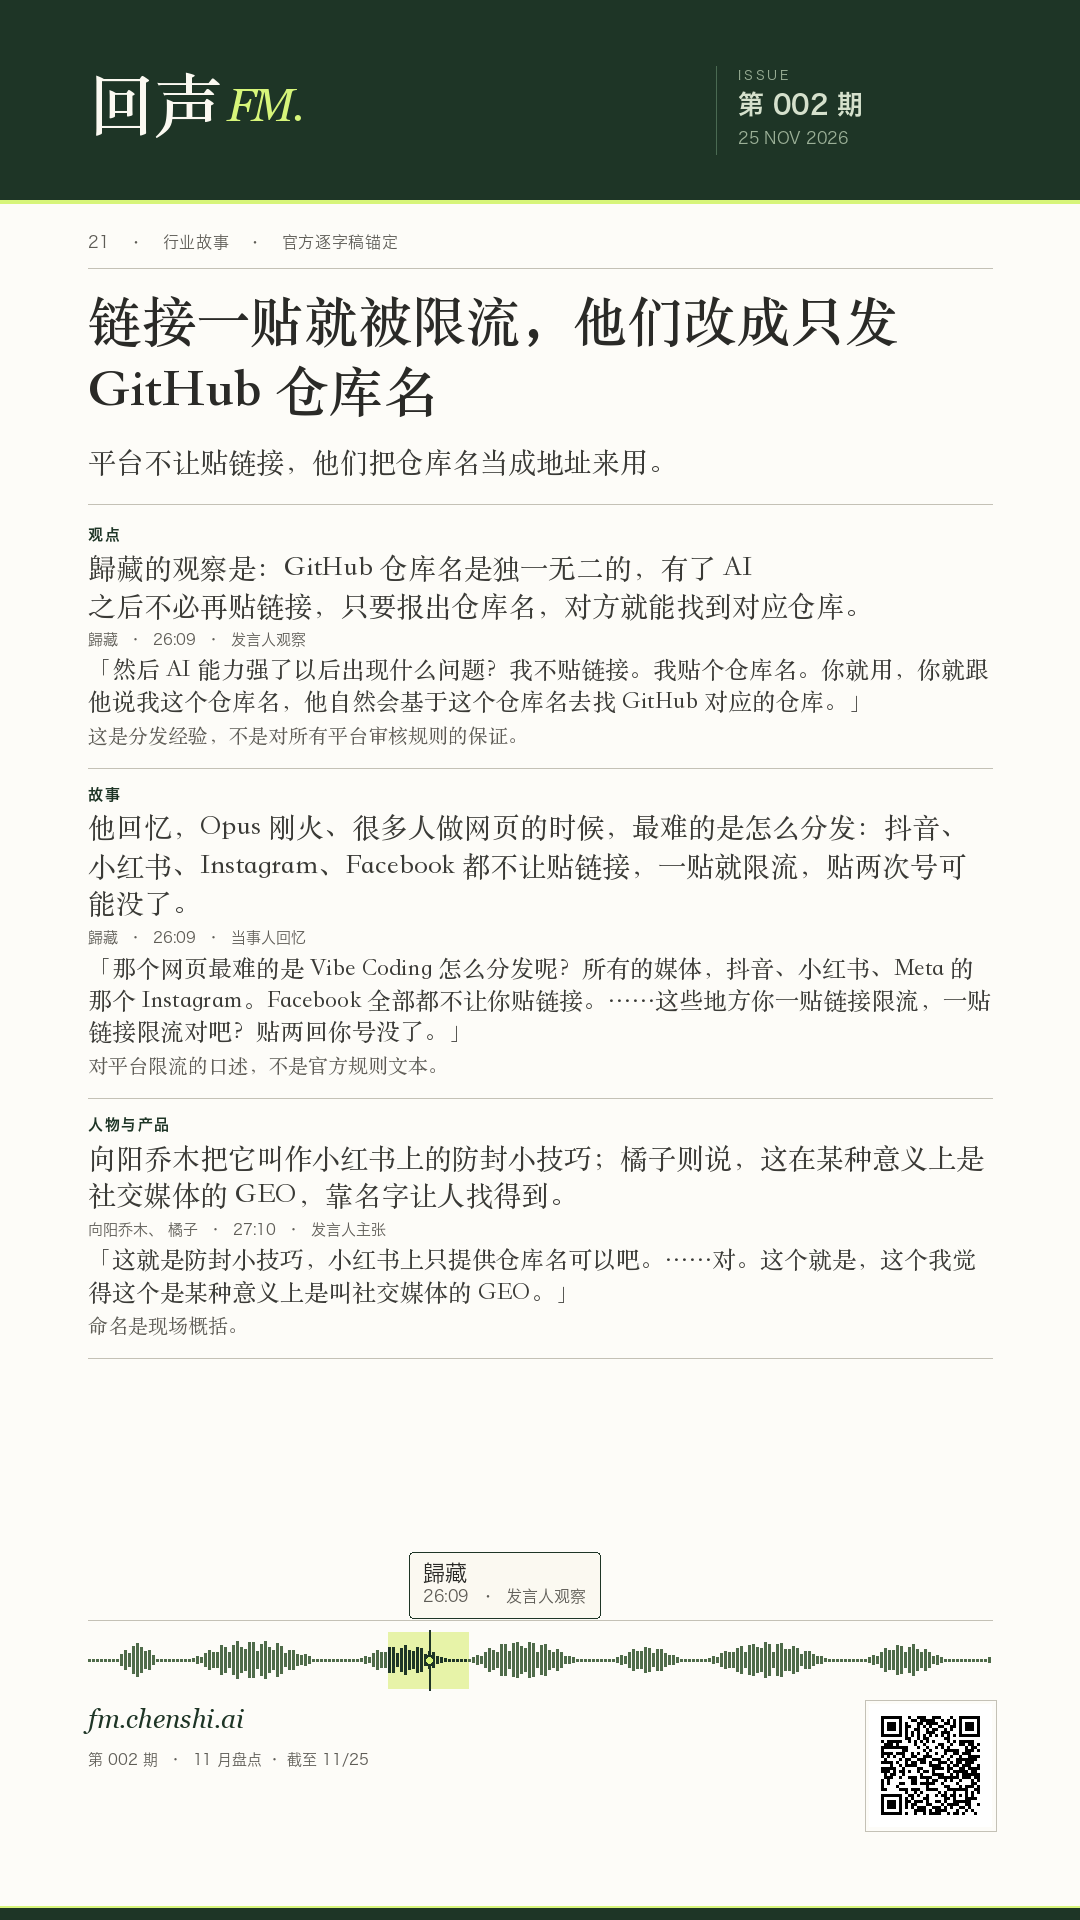 回声 FM.
ISSUE
第 002 期
25 NOV 2026
21 · 行业故事 · 官方逐字稿锚定
链接一贴就被限流，他们改成只发
GitHub 仓库名
平台不让贴链接，他们把仓库名当成地址来用。
观点
歸藏的观察是：GitHub 仓库名是独一无二的，有了 AI
之后不必再贴链接，只要报出仓库名，对方就能找到对应仓库。
歸藏 · 26:09 · 发言人观察
「然后 AI 能力强了以后出现什么问题？我不贴链接。我贴个仓库名。你就用，你就跟
他说我这个仓库名，他自然会基于这个仓库名去找 GitHub 对应的仓库。」
这是分发经验，不是对所有平台审核规则的保证。
故事
他回忆，Opus 刚火、很多人做网页的时候，最难的是怎么分发：抖音、
小红书、Instagram、Facebook 都不让贴链接，一贴就限流，贴两次号可
能没了。
歸藏 · 26:09 · 当事人回忆
「那个网页最难的是 Vibe Coding 怎么分发呢？所有的媒体，抖音、小红书、Meta 的
那个 Instagram。Facebook 全部都不让你贴链接。……这些地方你一贴链接限流，一贴
链接限流对吧？贴两回你号没了。」
对平台限流的口述，不是官方规则文本。
人物与产品
向阳乔木把它叫作小红书上的防封小技巧；橘子则说，这在某种意义上是
社交媒体的 GEO，靠名字让人找得到。
向阳乔木、 橘子 · 27:10 · 发言人主张
「这就是防封小技巧，小红书上只提供仓库名可以吧。……对。这个就是，这个我觉
得这个是某种意义上是叫社交媒体的 GEO。」
命名是现场概括。
歸藏
26:09 · 发言人观察
fm.chenshi.ai
第 002 期 · 11 月盘点 · 截至 11/25